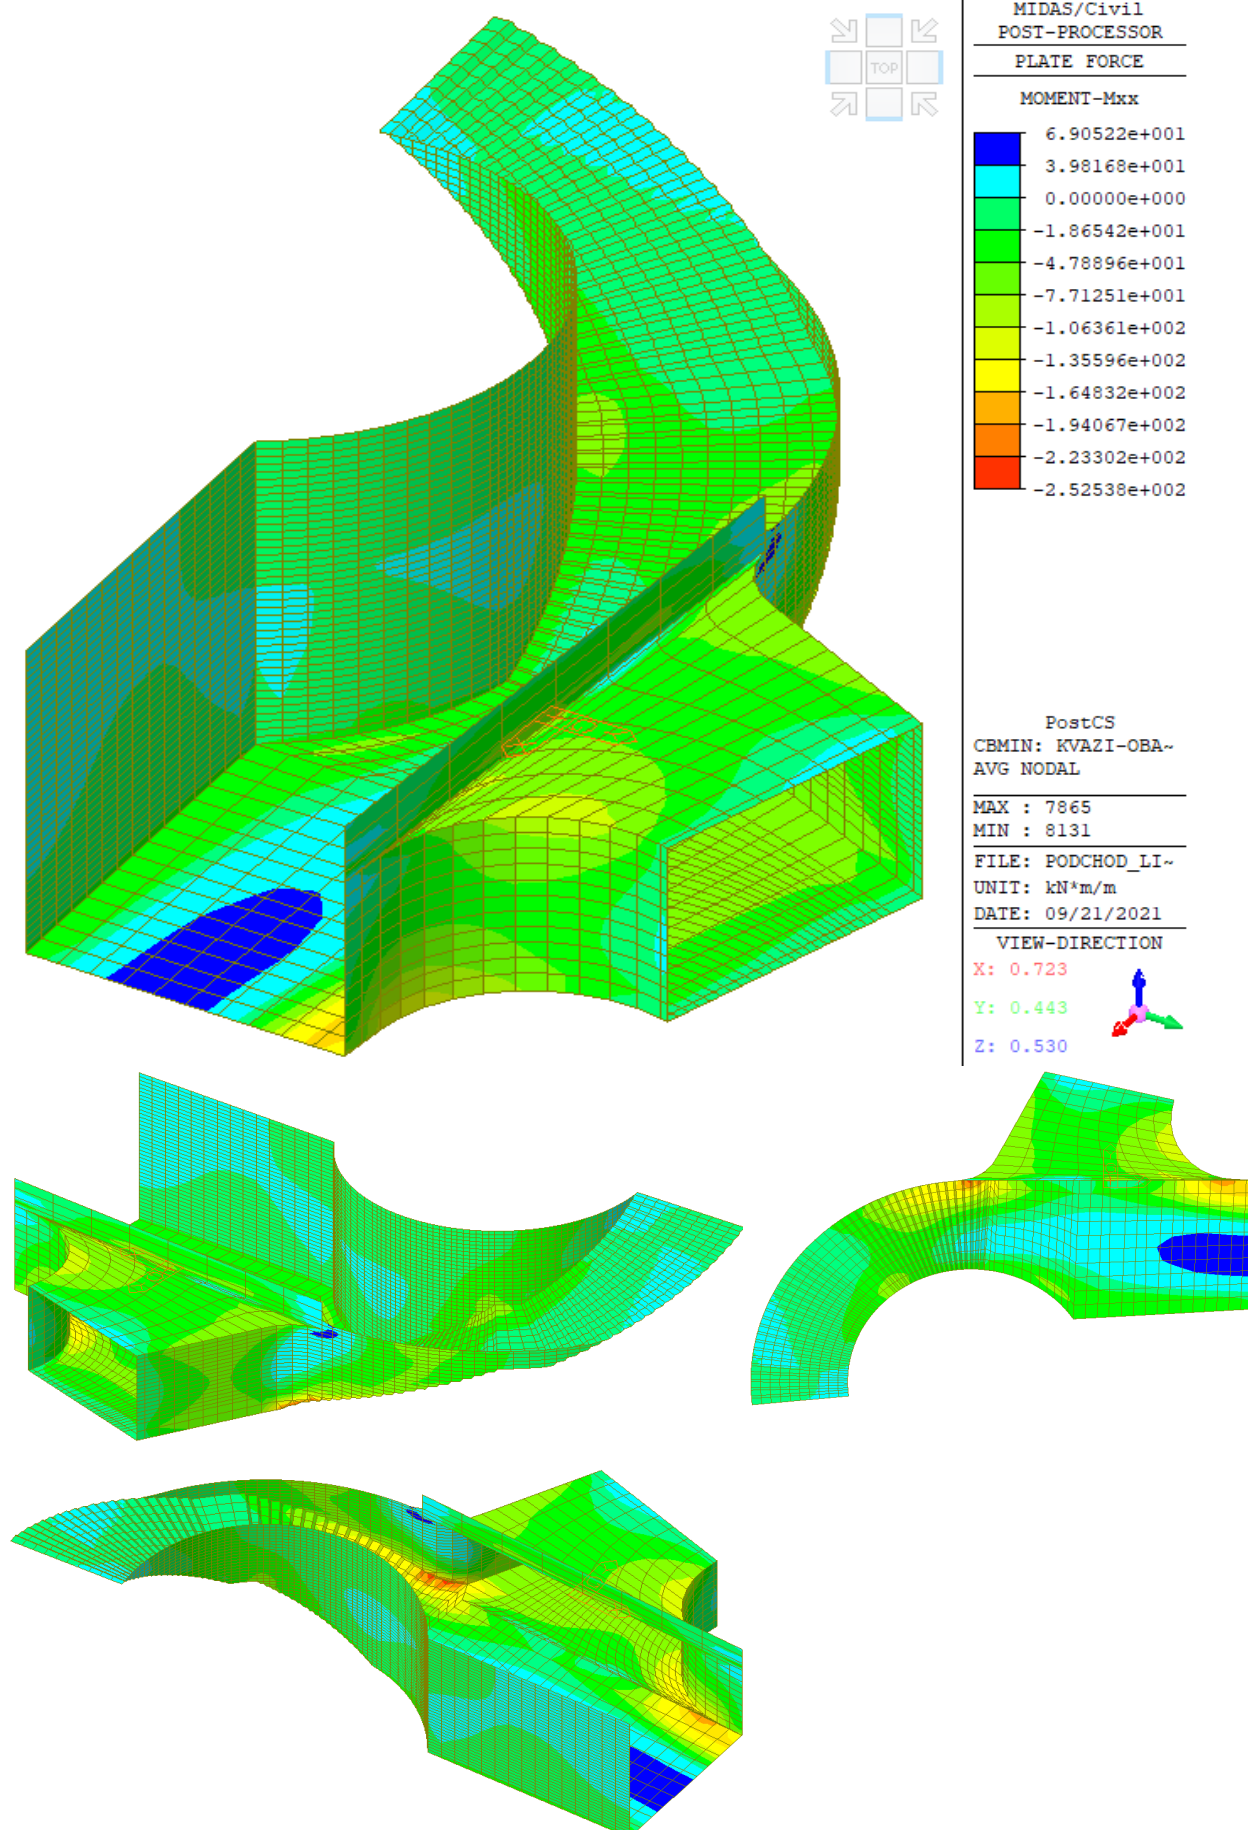 TOP
MIDAS/Civil
POST-PROCESSOR
PLATE FORCE
MOMENT-Mxx
6.90522e+001
3.98168e+001
0.00000e+000
-1.86542e+001
-4.78896e+001
-7.71251e+001
-1.06361e+002
-1.35596e+002
-1.64832e+002
-1.94067e+002
-2.23302e+002
-2.52538e+002
PostCS
CBMIN: KVAZI-OBA~
AVG NODAL
MAX : 7865
MIN : 8131
FILE: PODCHOD_LI~
UNIT: kN*m/m
DATE: 09/21/2021
VIEW-DIRECTION
X: 0.723
Y: 0.443
Z: 0.530